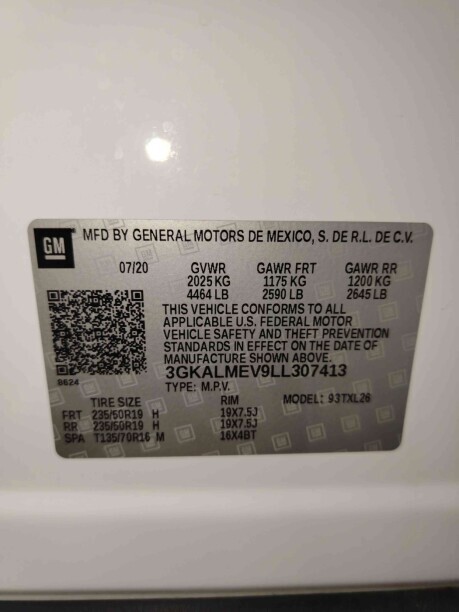 GM MFD BY GENERAL MOTORS DE MEXICO, S. DE R.L. DE C.V.
07/20 GVWR GAWR FRT GAWR RR
2025 KG 1175 KG 1200 KG
4464 LB 2590 LB 2645 LB
THIS VEHICLE CONFORMS TO ALL
APPLICABLE U.S. FEDERAL MOTOR
VEHICLE SAFETY AND THEFT PREVENTION
STANDARDS IN EFFECT ON THE DATE OF
MANUFACTURE SHOWN ABOVE.
3GKALMEV9LL307413
8624 TYPE: M.P.V.
TIRE SIZE RIM MODEL: 93TXL26
FRT 235/50R19 H 19X7.5J
RR 235/50R19 H 19X7.5J
SPA T135/70R16 M 16X4BT